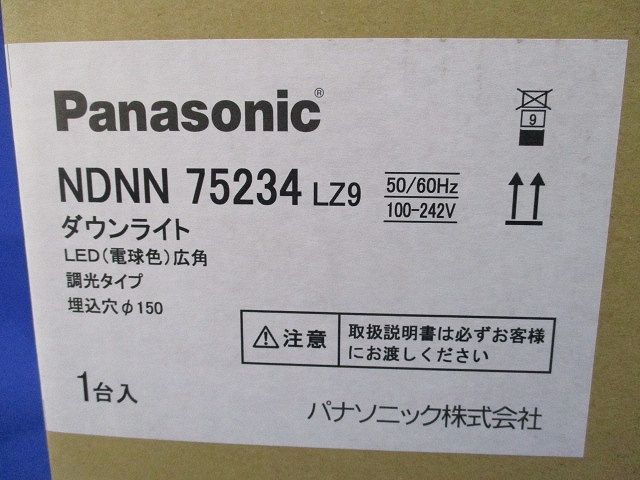 Panasonic®
9
NDNN 75234 LZ9
50/60Hz
100-242V
ダウンライト
LED(電球色)広角
調光タイプ
埋込穴φ150
注意
取扱説明書は必ずお客様
にお渡しください
1台入
パナソニック株式会社